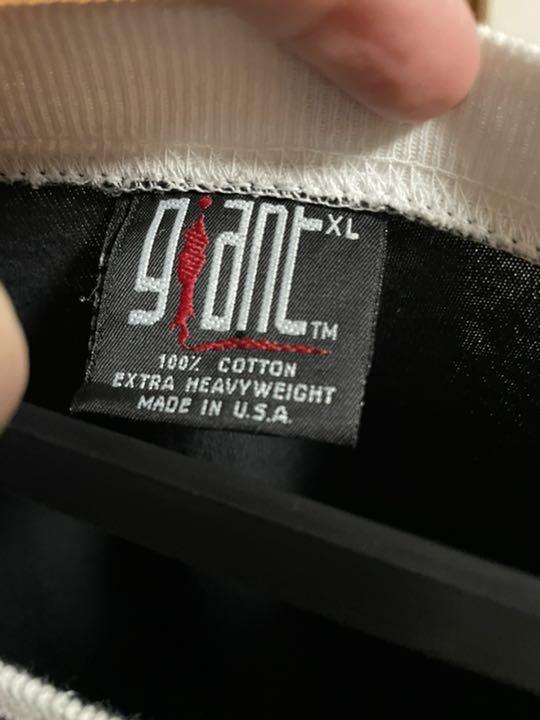 giant XL
TM
100% COTTON
EXTRA HEAVYWEIGHT
MADE IN U.S.A.